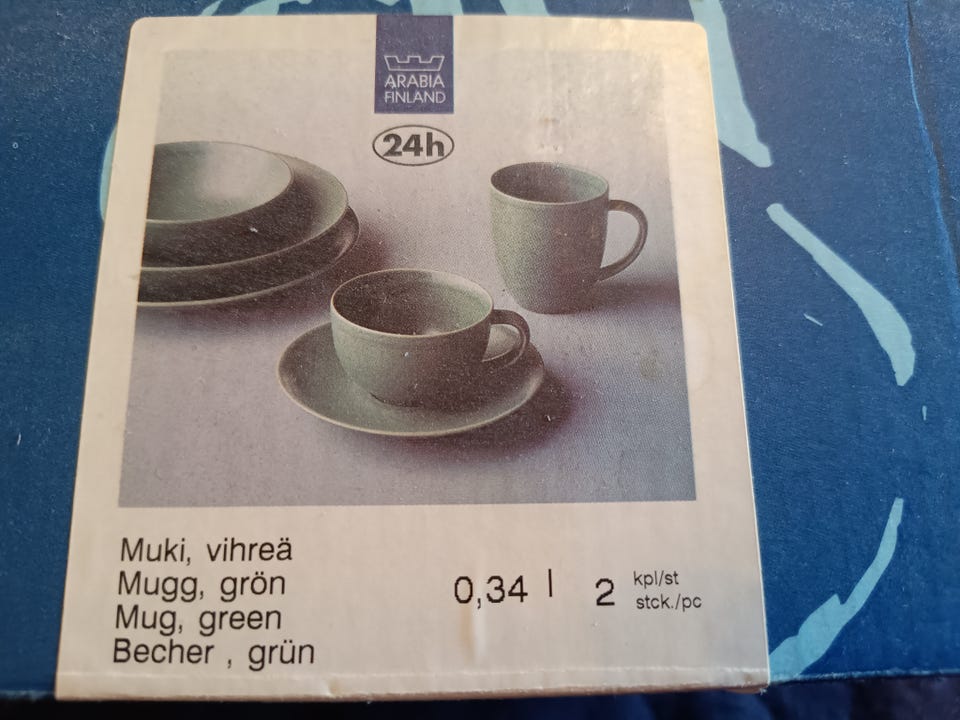 ARABIA
FINLAND
24h
Muki, vihreä
Mugg, grön
Mug, green
Becher , grün
0,34 l 2 kpl/st
stck./pc